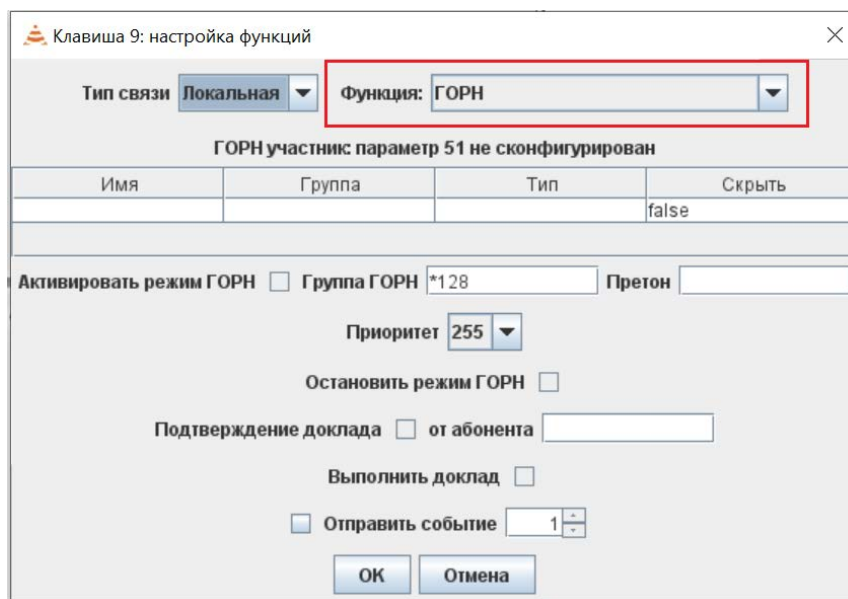 Клавиша 9: настройка функций
Тип связи Локальная Функция: ГОРН
ГОРН участник: параметр 51 не сконфигурирован
Имя Группа Тип Скрыть
false
Активировать режим ГОРН Группа ГОРН *128 Претон
Приоритет 255
Остановить режим ГОРН
Подтверждение доклада от абонента
Выполнить доклад
Отправить событие 1
ОК Отмена